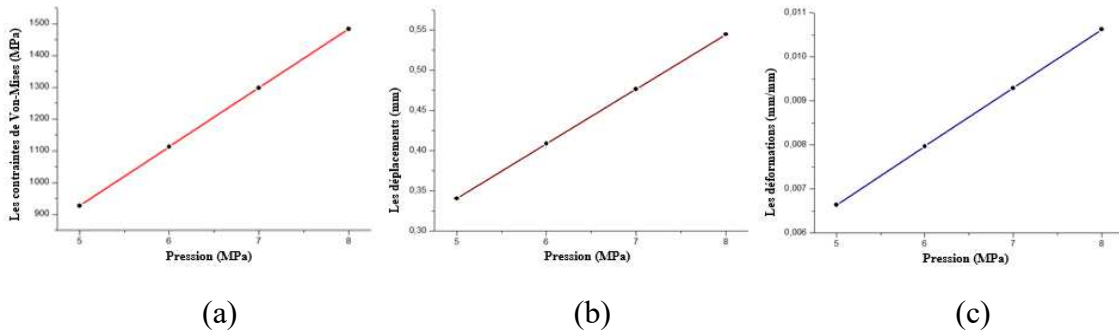 Les contraintes de Von-Mises (MPa)
1500
1400
1300
1200
1100
1000
900
5 6 7 8
Pression (MPa)
(a)
Les déplacements (mm)
0,55
0,50
0,45
0,40
0,35
0,30
5 6 7 8
Pression (MPa)
(b)
Les déformations (mm/mm)
0,011
0,010
0,009
0,008
0,007
0,006
5 6 7 8
Pression (MPa)
(c)